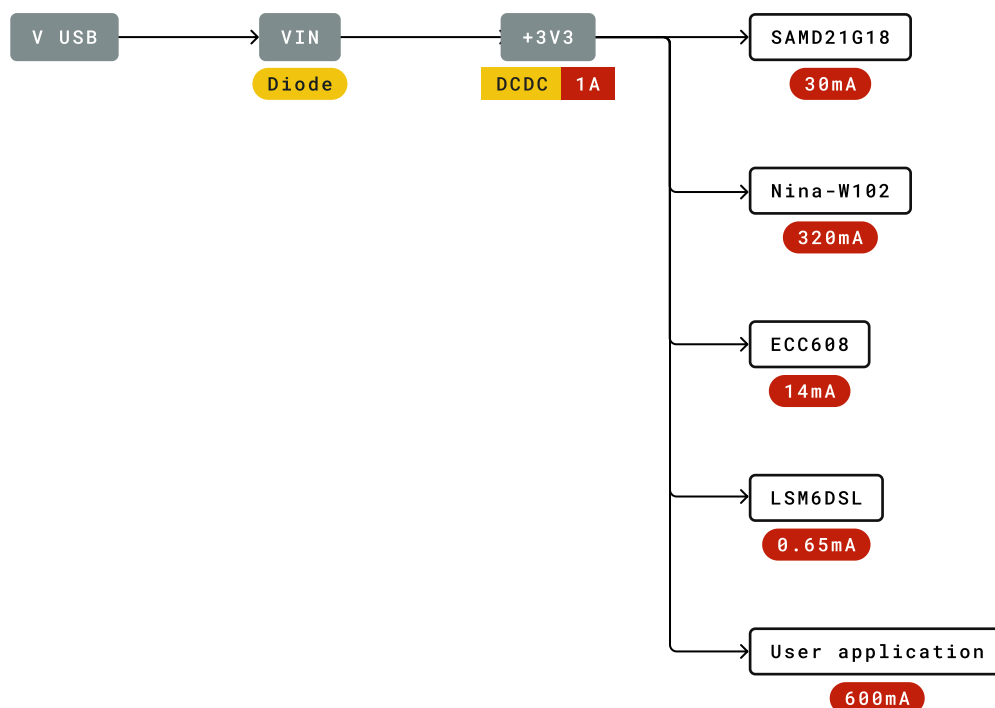 V USB
VIN
+3V3
SAMD21G18
Diode
DCDC 1A
30mA
Nina-W102
320mA
ECC608
14mA
LSM6DSL
0.65mA
User application
600mA